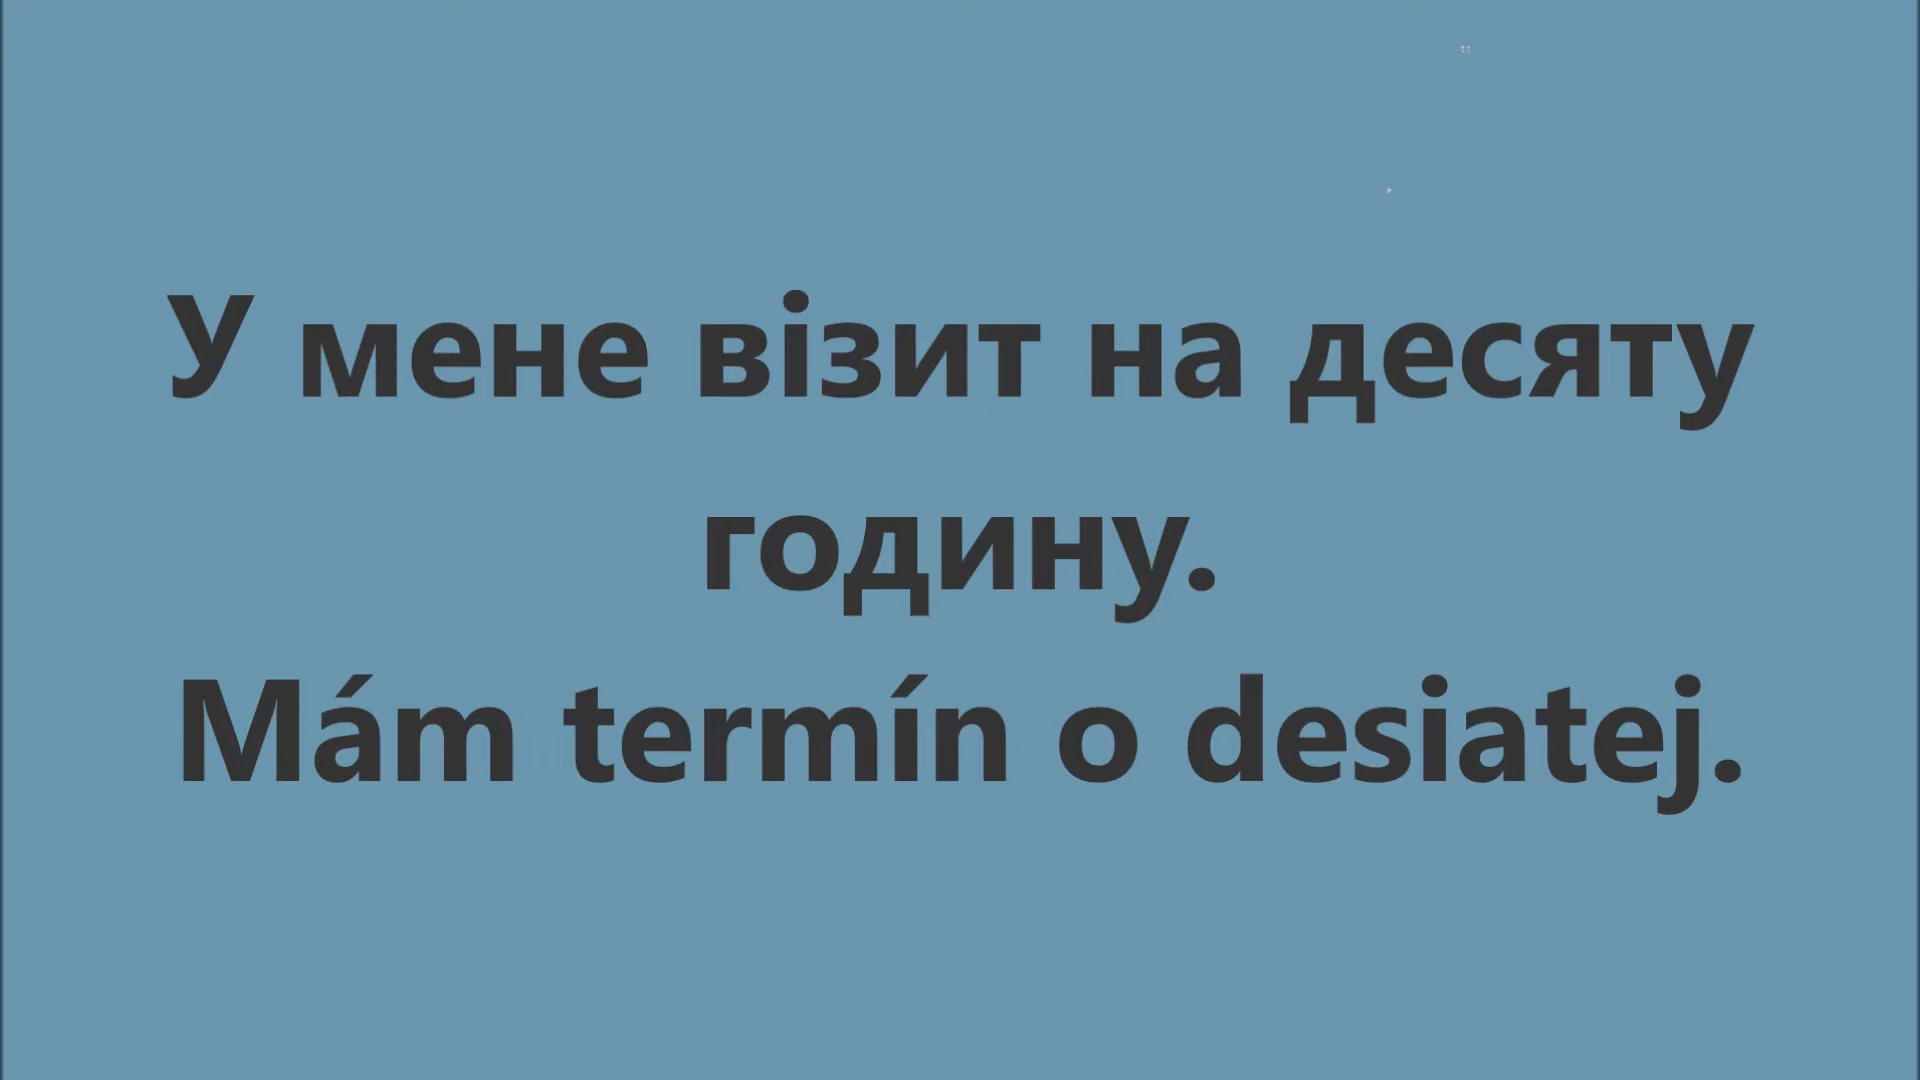 У мене візит на десяту
годину.
Mám termín o desiatej.